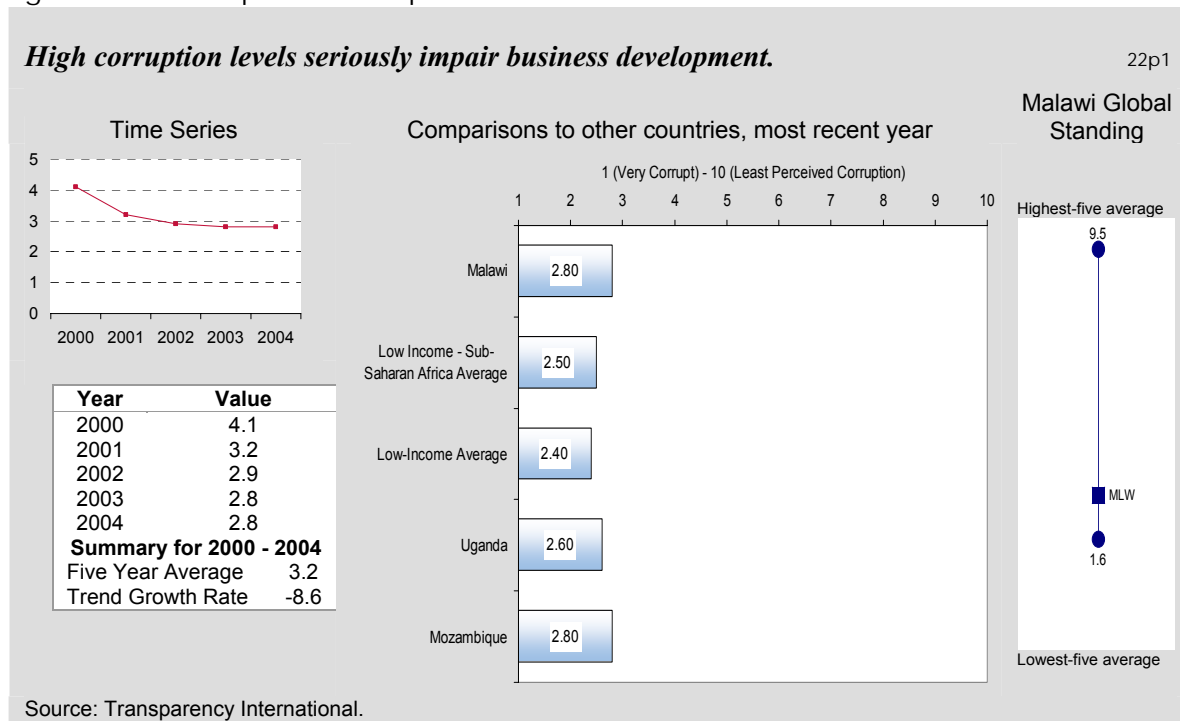 High corruption levels seriously impair business development.
22p1
Time Series
5
4
3
2
1
0
2000 2001 2002 2003 2004
Year Value
2000 4.1
2001 3.2
2002 2.9
2003 2.8
2004 2.8
Summary for 2000 - 2004
Five Year Average 3.2
Trend Growth Rate -8.6
Comparisons to other countries, most recent year
1 (Very Corrupt) - 10 (Least Perceived Corruption)
1 2 3 4 5 6 7 8 9 10
Malawi 2.80
Low Income - Sub-
Saharan Africa Average 2.50
Low-Income Average 2.40
Uganda 2.60
Mozambique 2.80
Malawi Global
Standing
Highest-five average
9.5
MLW
1.6
Lowest-five average
Source: Transparency International.